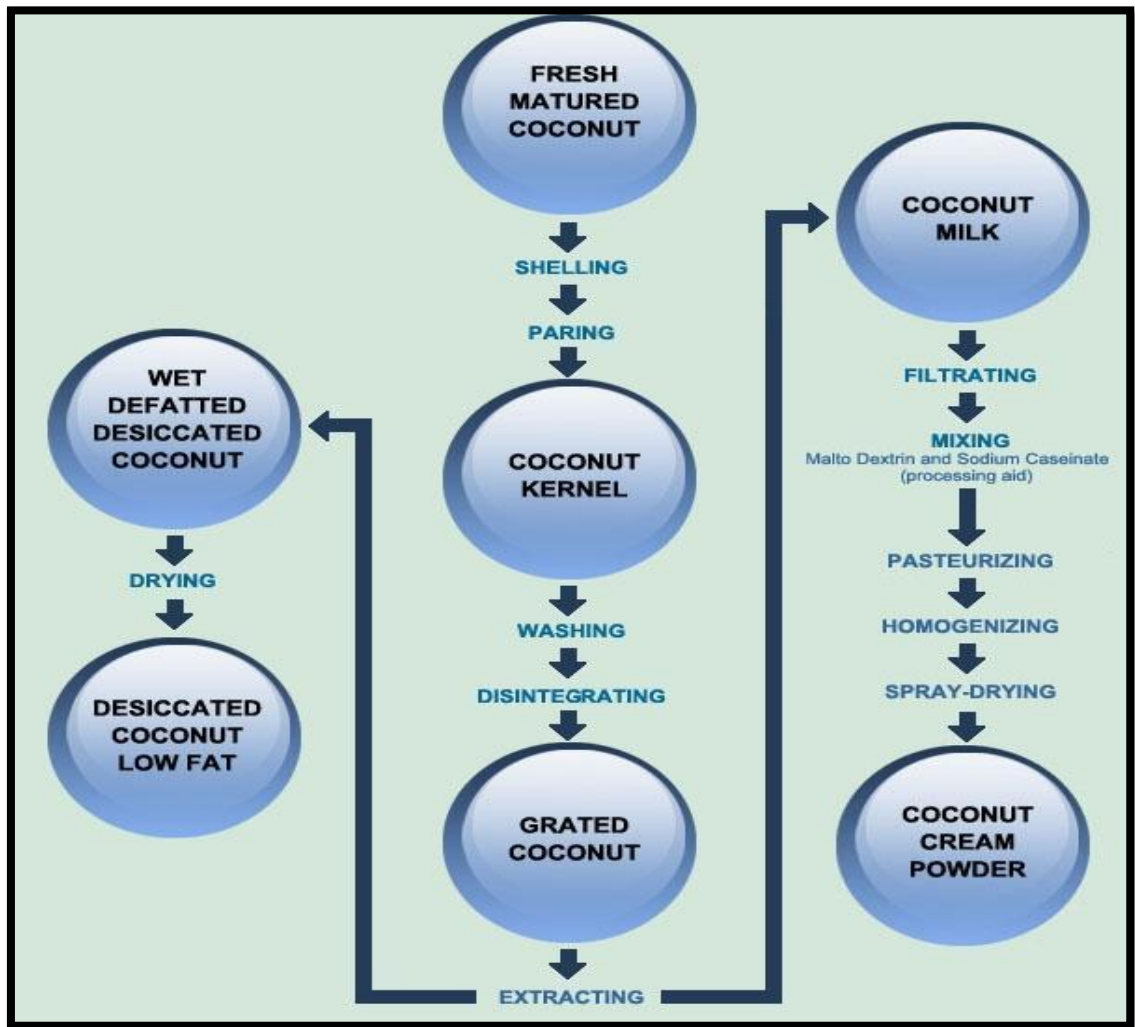 FRESH
MATURED
COCONUT
SHELLING
PARING
COCONUT
KERNEL
WASHING
DISINTEGRATING
GRATED
COCONUT
EXTRACTING
WET
DEFATTED
DESICCATED
COCONUT
DRYING
DESICCATED
COCONUT
LOW FAT
COCONUT
MILK
FILTRATING
MIXING
Malto Dextrin and Sodium Caseinate
(processing aid)
PASTEURIZING
HOMOGENIZING
SPRAY-DRYING
COCONUT
CREAM
POWDER